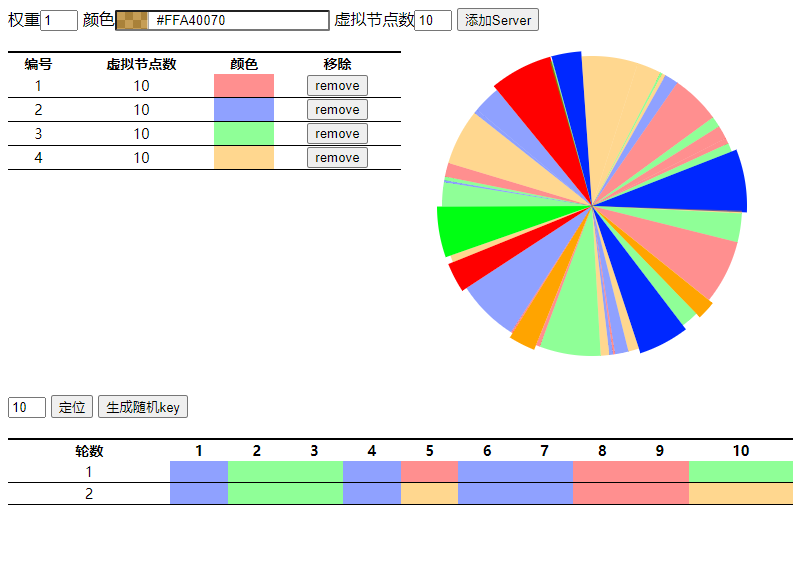 权重 1 颜色 #FFA40070 虚拟节点数 10 添加Server
编号 虚拟节点数 颜色 移除
1 10 remove
2 10 remove
3 10 remove
4 10 remove
10 定位 生成随机key
轮数 1 2 3 4 5 6 7 8 9 10
1
2